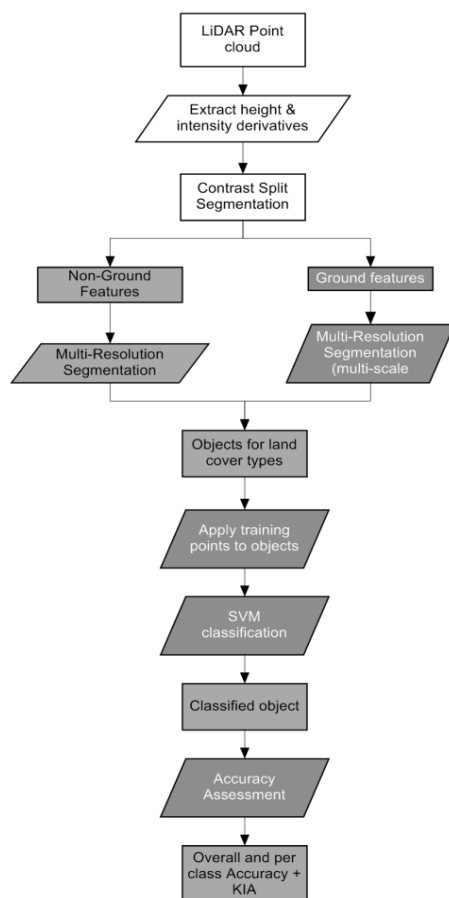 LiDAR Point
cloud
Extract height &
intensity derivatives
Contrast Split
Segmentation
Non-Ground
Features
Ground features
Multi-Resolution
Segmentation
Multi-Resolution
Segmentation
(multi-scale
Objects for land
cover types
Apply training
points to objects
SVM
classification
Classified object
Accuracy
Assessment
Overall and per
class Accuracy +
KIA